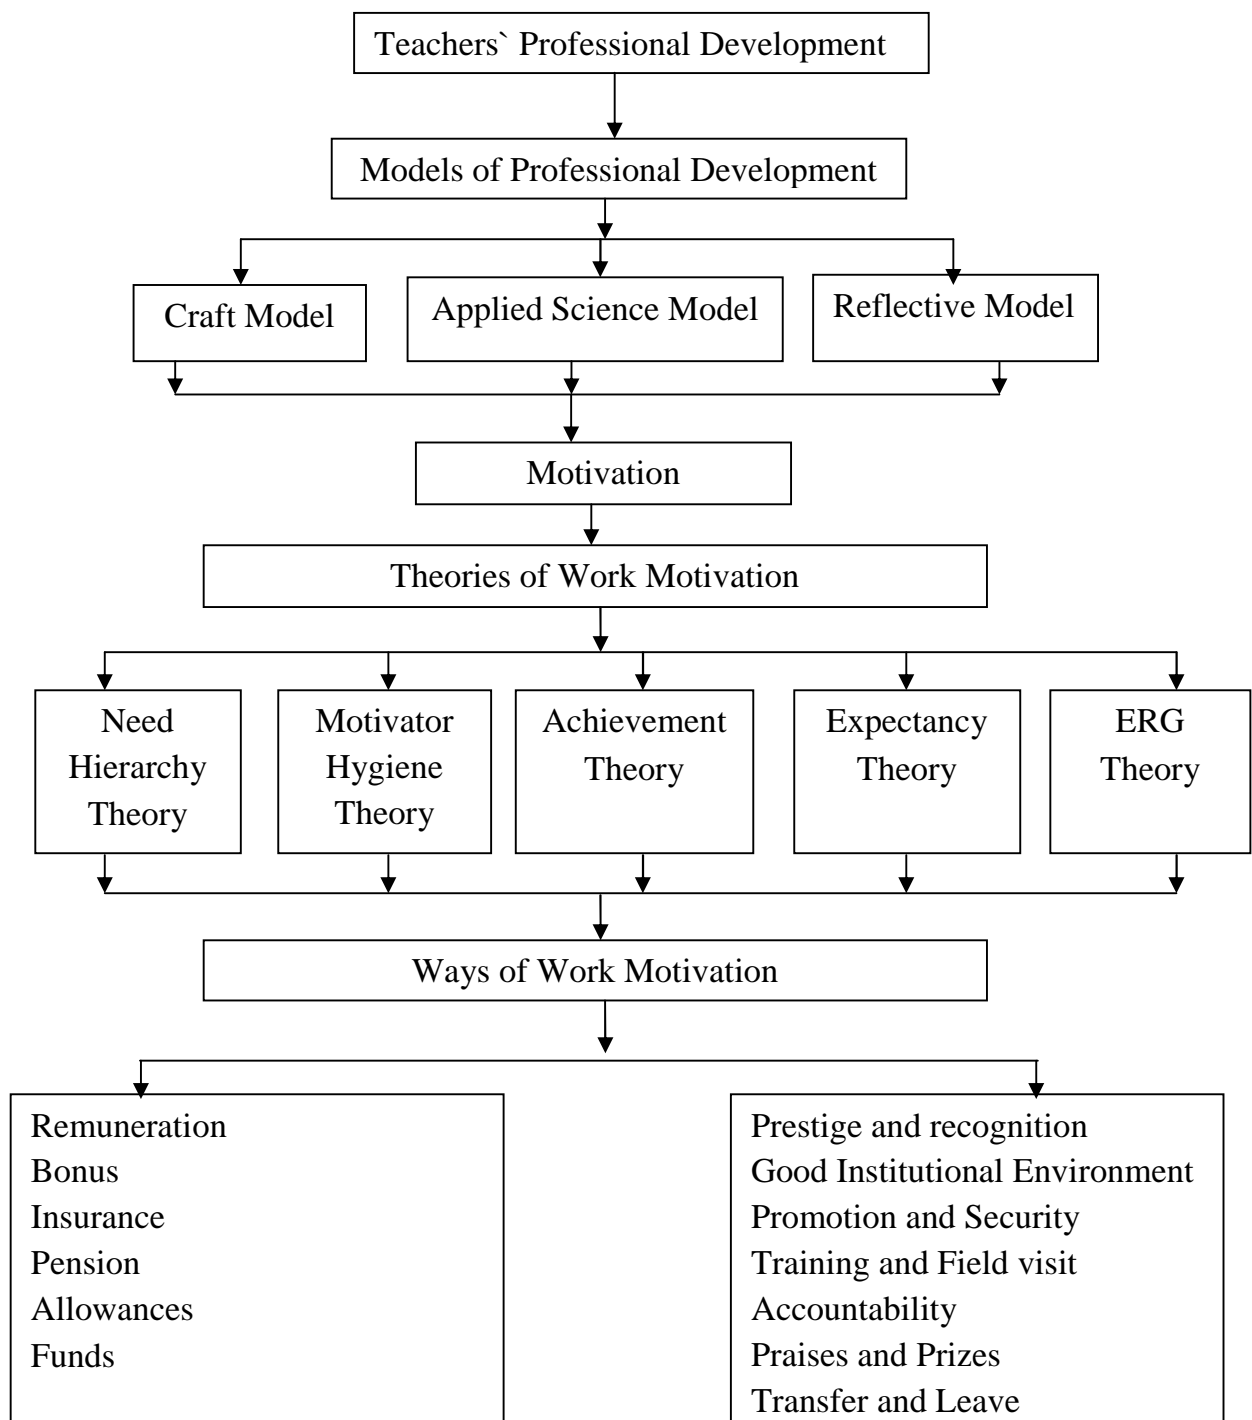 Teachers` Professional Development
Models of Professional Development
Craft Model
Applied Science Model
Reflective Model
Motivation
Theories of Work Motivation
Need
Hierarchy
Theory
Motivator
Hygiene
Theory
Achievement
Theory
Expectancy
Theory
ERG
Theory
Ways of Work Motivation
Remuneration
Bonus
Insurance
Pension
Allowances
Funds
Prestige and recognition
Good Institutional Environment
Promotion and Security
Training and Field visit
Accountability
Praises and Prizes
Transfer and Leave